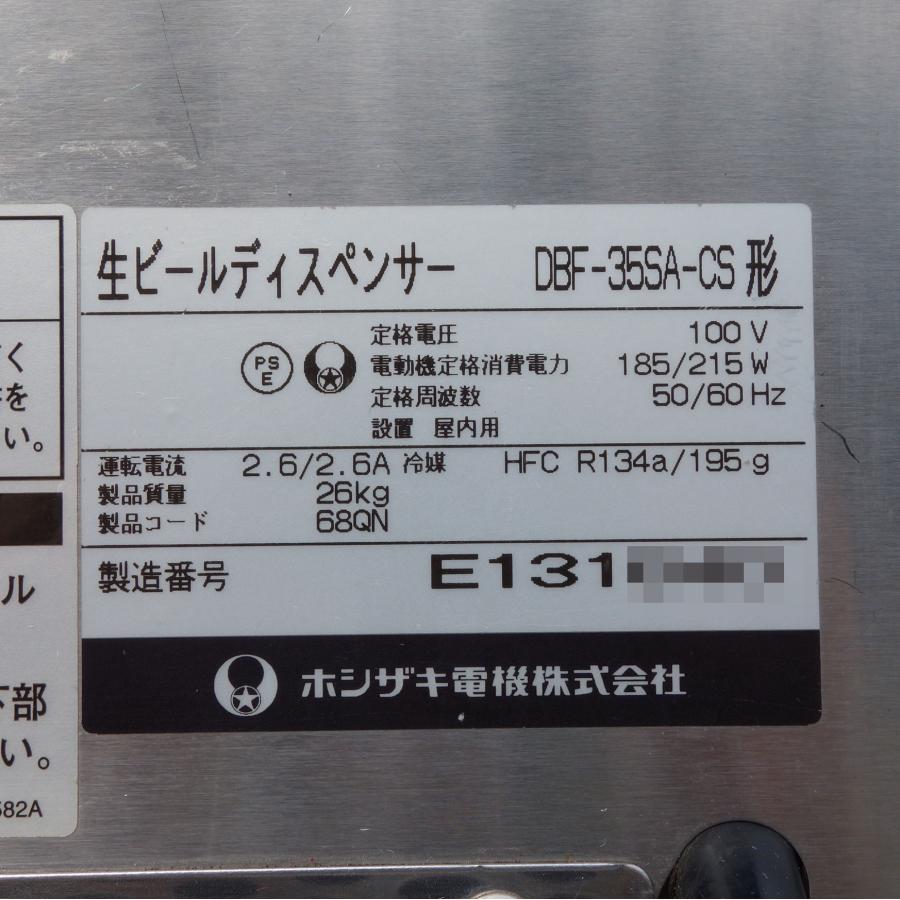 生ビールディスペンサー DBF-35SA-CS 形
定格電圧 100 V
PS
E
電動機定格消費電力 185/215 W
定格周波数 50/60 Hz
設置 屋内用
運転電流 2.6/2.6A 冷媒 HFC R134a/195 g
製品質量 26kg
製品コード 68QN
製造番号 E131
ホシザキ電機株式会社
く
を
い。
ル
下部
い。
582A